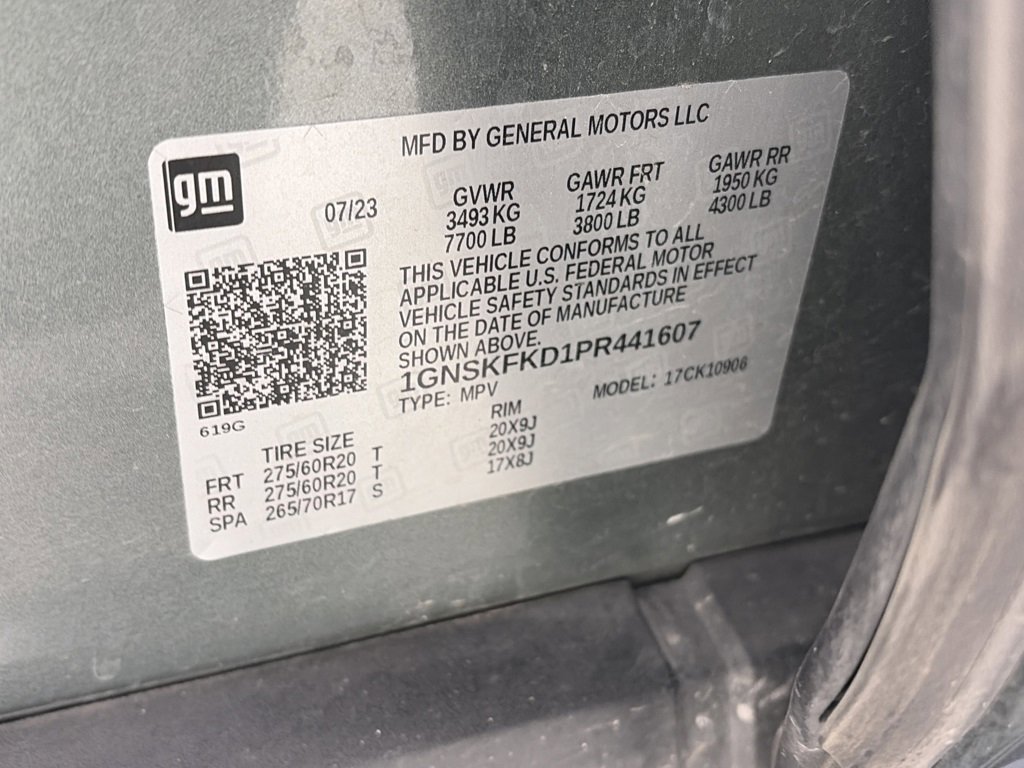 MFD BY GENERAL MOTORS LLC
gm
07/23
GVWR GAWR FRT GAWR RR
3493 KG 1724 KG 1950 KG
7700 LB 3800 LB 4300 LB
THIS VEHICLE CONFORMS TO ALL
APPLICABLE U.S. FEDERAL MOTOR
VEHICLE SAFETY STANDARDS IN EFFECT
ON THE DATE OF MANUFACTURE
SHOWN ABOVE.
1GNSKFKD1PR441607
TYPE: MPV MODEL: 17CK10906
619G
TIRE SIZE RIM
FRT 275/60R20 T 20X9J
RR 275/60R20 T 20X9J
SPA 265/70R17 S 17X8J